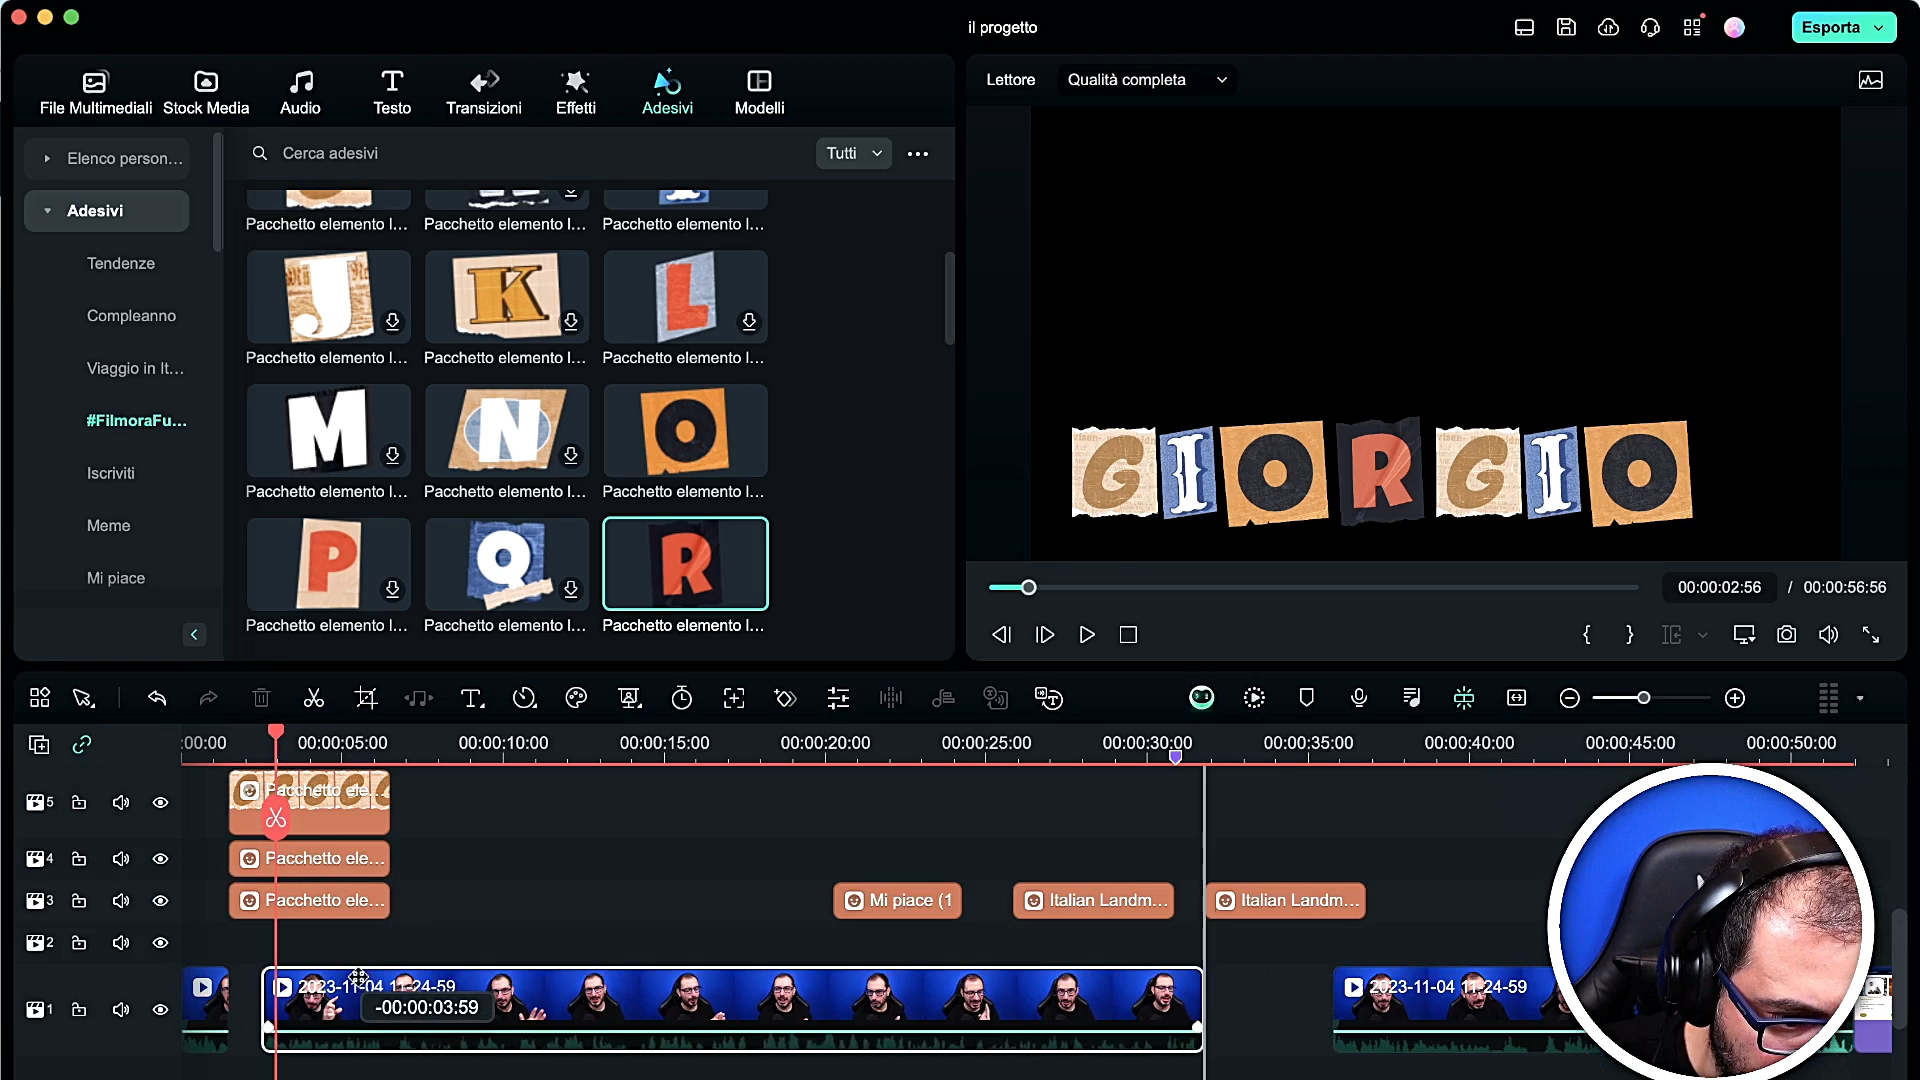 il progetto
Esporta
File Multimediali
Stock Media
Audio
Testo
Transizioni
Effetti
Adesivi
Modelli
Lettore
Qualità completa
Elenco person...
Adesivi
Tendenze
Compleanno
Viaggio in It...
#FilmoraFu...
Iscriviti
Meme
Mi piace
Cerca adesivi
Tutti
Pacchetto elemento l...
Pacchetto elemento l...
Pacchetto elemento l...
J
K
L
Pacchetto elemento l...
Pacchetto elemento l...
Pacchetto elemento l...
M
N
O
Pacchetto elemento l...
Pacchetto elemento l...
Pacchetto elemento l...
P
Q
R
Pacchetto elemento l...
Pacchetto elemento l...
Pacchetto elemento l...
GIORGIO
00:00:02:56 / 00:00:56:56
:00:00
00:00:05:00
00:00:10:00
00:00:15:00
00:00:20:00
00:00:25:00
00:00:30:00
00:00:35:00
00:00:40:00
00:00:45:00
00:00:50:00
5
Pacchetto ele...
4
Pacchetto ele...
3
Pacchetto ele...
Mi piace (1
Italian Landm...
Italian Landm...
2
1
2023-11-04 11-24-59
-00:00:03:59
2023-11-04 11-24-59